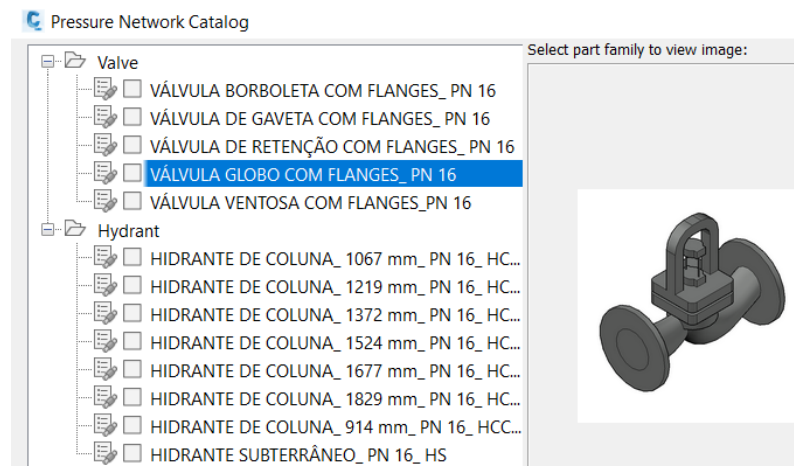 Pressure Network Catalog
Select part family to view image:
Valve
VÁLVULA BORBOLETA COM FLANGES_ PN 16
VÁLVULA DE GAVETA COM FLANGES_ PN 16
VÁLVULA DE RETENÇÃO COM FLANGES_ PN 16
VÁLVULA GLOBO COM FLANGES_ PN 16
VÁLVULA VENTOSA COM FLANGES_PN 16
Hydrant
HIDRANTE DE COLUNA_ 1067 mm_ PN 16_ HC...
HIDRANTE DE COLUNA_ 1219 mm_ PN 16_ HC...
HIDRANTE DE COLUNA_ 1372 mm_ PN 16_ HC...
HIDRANTE DE COLUNA_ 1524 mm_ PN 16_ HC...
HIDRANTE DE COLUNA_ 1677 mm_ PN 16_ HC...
HIDRANTE DE COLUNA_ 1829 mm_ PN 16_ HC...
HIDRANTE DE COLUNA_ 914 mm_ PN 16_ HCC...
HIDRANTE SUBTERRÂNEO_ PN 16_ HS